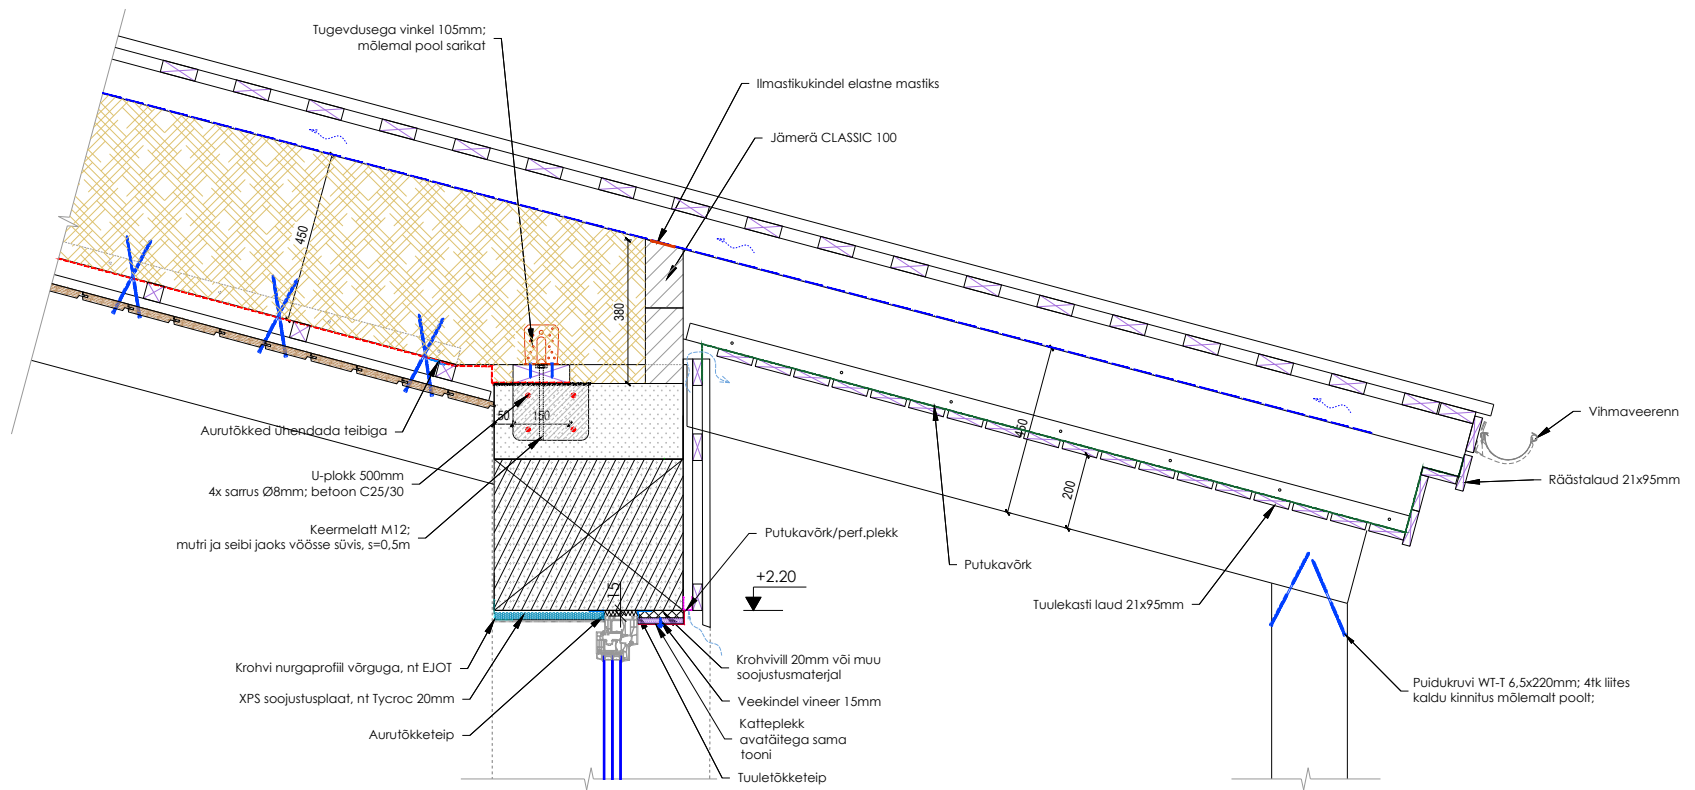 Tugevdusega vinkel 105mm;
mõlemal pool sarikat
Ilmastikukindel elastne mastiks
Jämerä CLASSIC 100
450
380
50
150
Aurutõkked ühendada teibiga
U-plokk 500mm
4x sarrus Ø8mm; betoon C25/30
Keermelatt M12;
mutri ja seibi jaoks vöösse süvis, s=0,5m
450
200
Vihmaveerenn
Räästalaud 21x95mm
Putukavõrk/perf.plekk
Putukavõrk
+2.20
15
Tuulekasti laud 21x95mm
Krohvi nurgaprofiil võrguga, nt EJOT
XPS soojustusplaat, nt Tycroc 20mm
Aurutõkketeip
Krohvivill 20mm või muu
soojustusmaterjal
Veekindel vineer 15mm
Katteplekk
avatäitega sama
tooni
Tuuletõkketeip
Puidukruvi WT-T 6,5x220mm; 4tk liites
kaldu kinnitus mõlemalt poolt;